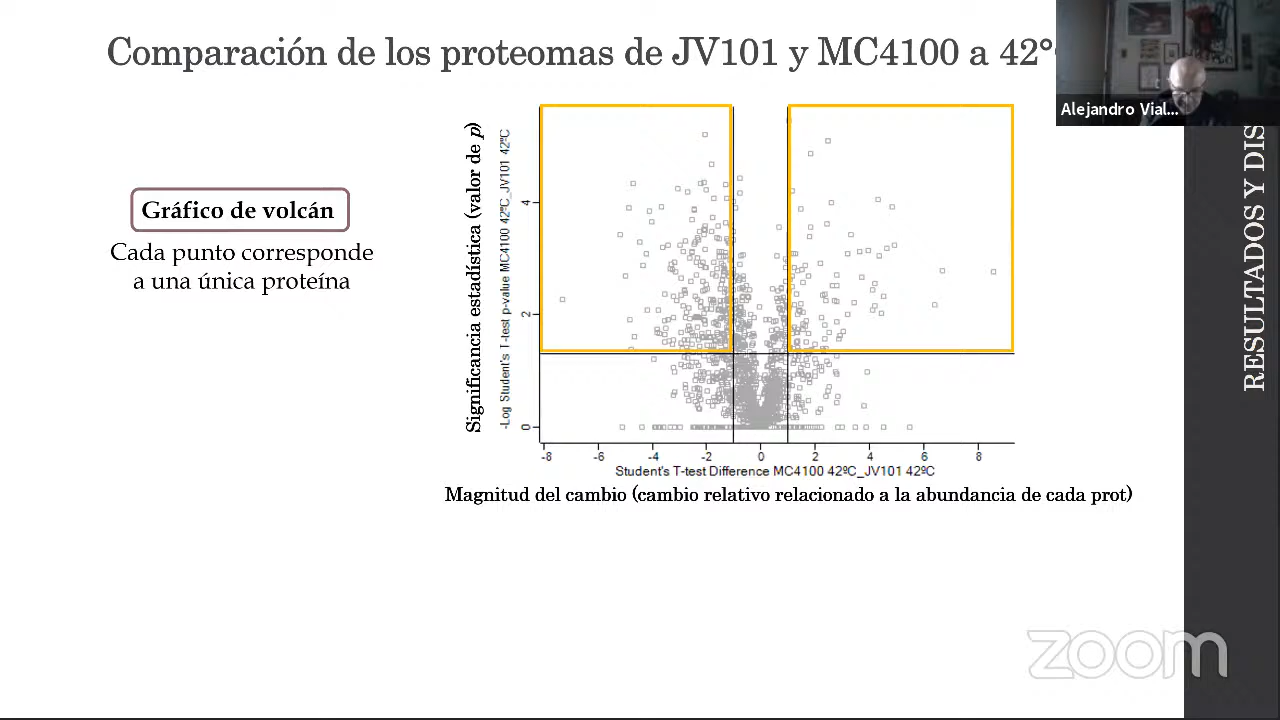 Comparación de los proteomas de JV101 y MC4100 a 42°
Alejandro Vial...
RESULTADOS Y DIS
Gráfico de volcán
Cada punto corresponde
a una única proteína
Significancia estadística (valor de p)
-Log Student's T-test p-value MC4100 42ºC_JV101 42ºC
4
2
0
-8 -6 -4 -2 0 2 4 6 8
Student's T-test Difference MC4100 42ºC_JV101 42ºC
Magnitud del cambio (cambio relativo relacionado a la abundancia de cada prot)
zoom